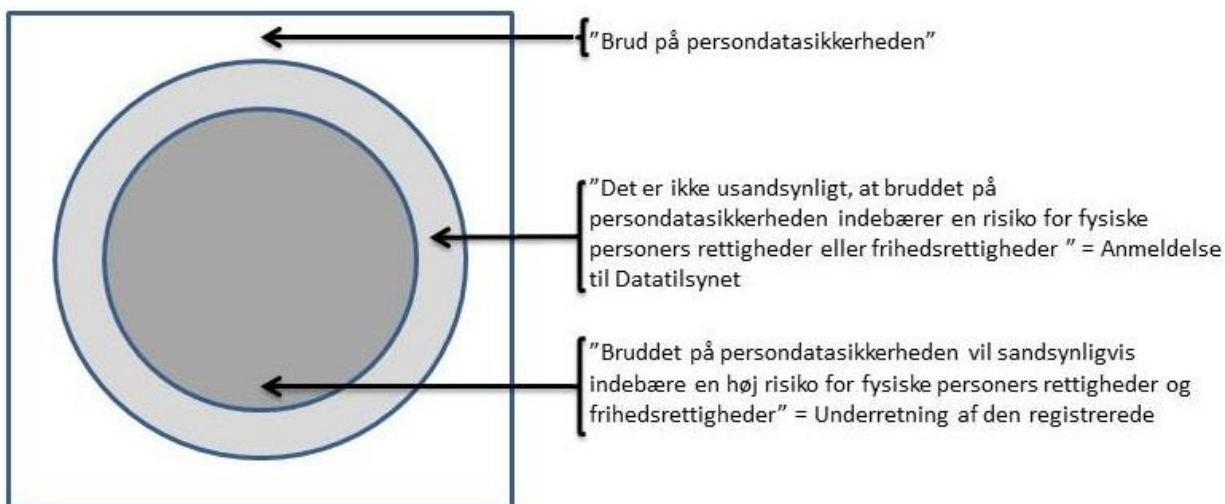 ”Brud på persondatasikkerheden”
”Det er ikke usandsynligt, at bruddet på
persondatasikkerheden indebærer en risiko for fysiske
personers rettigheder eller frihedsrettigheder ” = Anmeldelse
til Datatilsynet
”Bruddet på persondatasikkerheden vil sandsynligvis
indebære en høj risiko for fysiske personers rettigheder og
frihedsrettigheder” = Underretning af den registrerede